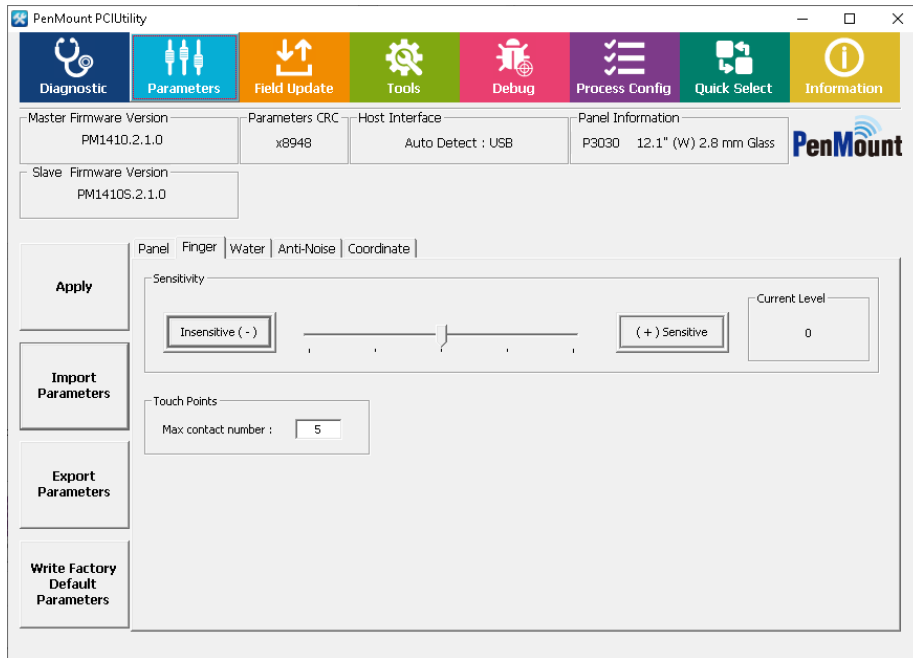 PenMount PCIUtility
Diagnostic
Parameters
Field Update
Tools
Debug
Process Config
Quick Select
Information
Master Firmware Version
PM1410.2.1.0
Parameters CRC
x8948
Host Interface
Auto Detect : USB
Panel Information
P3030 12.1" (W) 2.8 mm Glass
PenMount
Slave Firmware Version
PM1410S.2.1.0
Apply
Import
Parameters
Export
Parameters
Write Factory
Default
Parameters
Panel
Finger
Water
Anti-Noise
Coordinate
Sensitivity
Insensitive ( - )
( + ) Sensitive
Current Level
0
Touch Points
Max contact number : 5